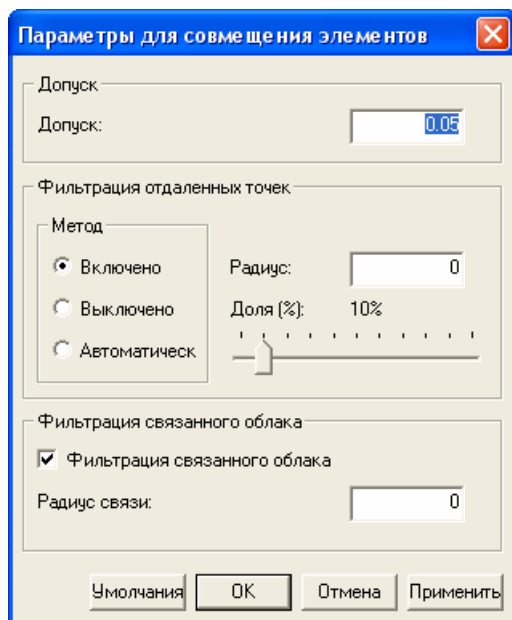 Параметры для совмещения элементов
Допуск
Допуск: 0.05
Фильтрация отдаленных точек
Метод
Включено
Радиус: 0
Выключено
Доля (%): 10%
Автоматическ
Фильтрация связанного облака
Фильтрация связанного облака
Радиус связи: 0
Умолчания OK Отмена Применить